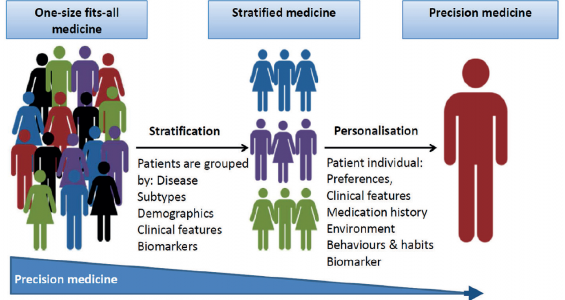 One-size fits-all
medicine
Stratified medicine
Precision medicine
Stratification
Patients are grouped
by: Disease
Subtypes
Demographics
Clinical features
Biomarkers
Personalisation
Patient individual:
Preferences,
Clinical features
Medication history
Environment
Behaviours & habits
Biomarker
Precision medicine